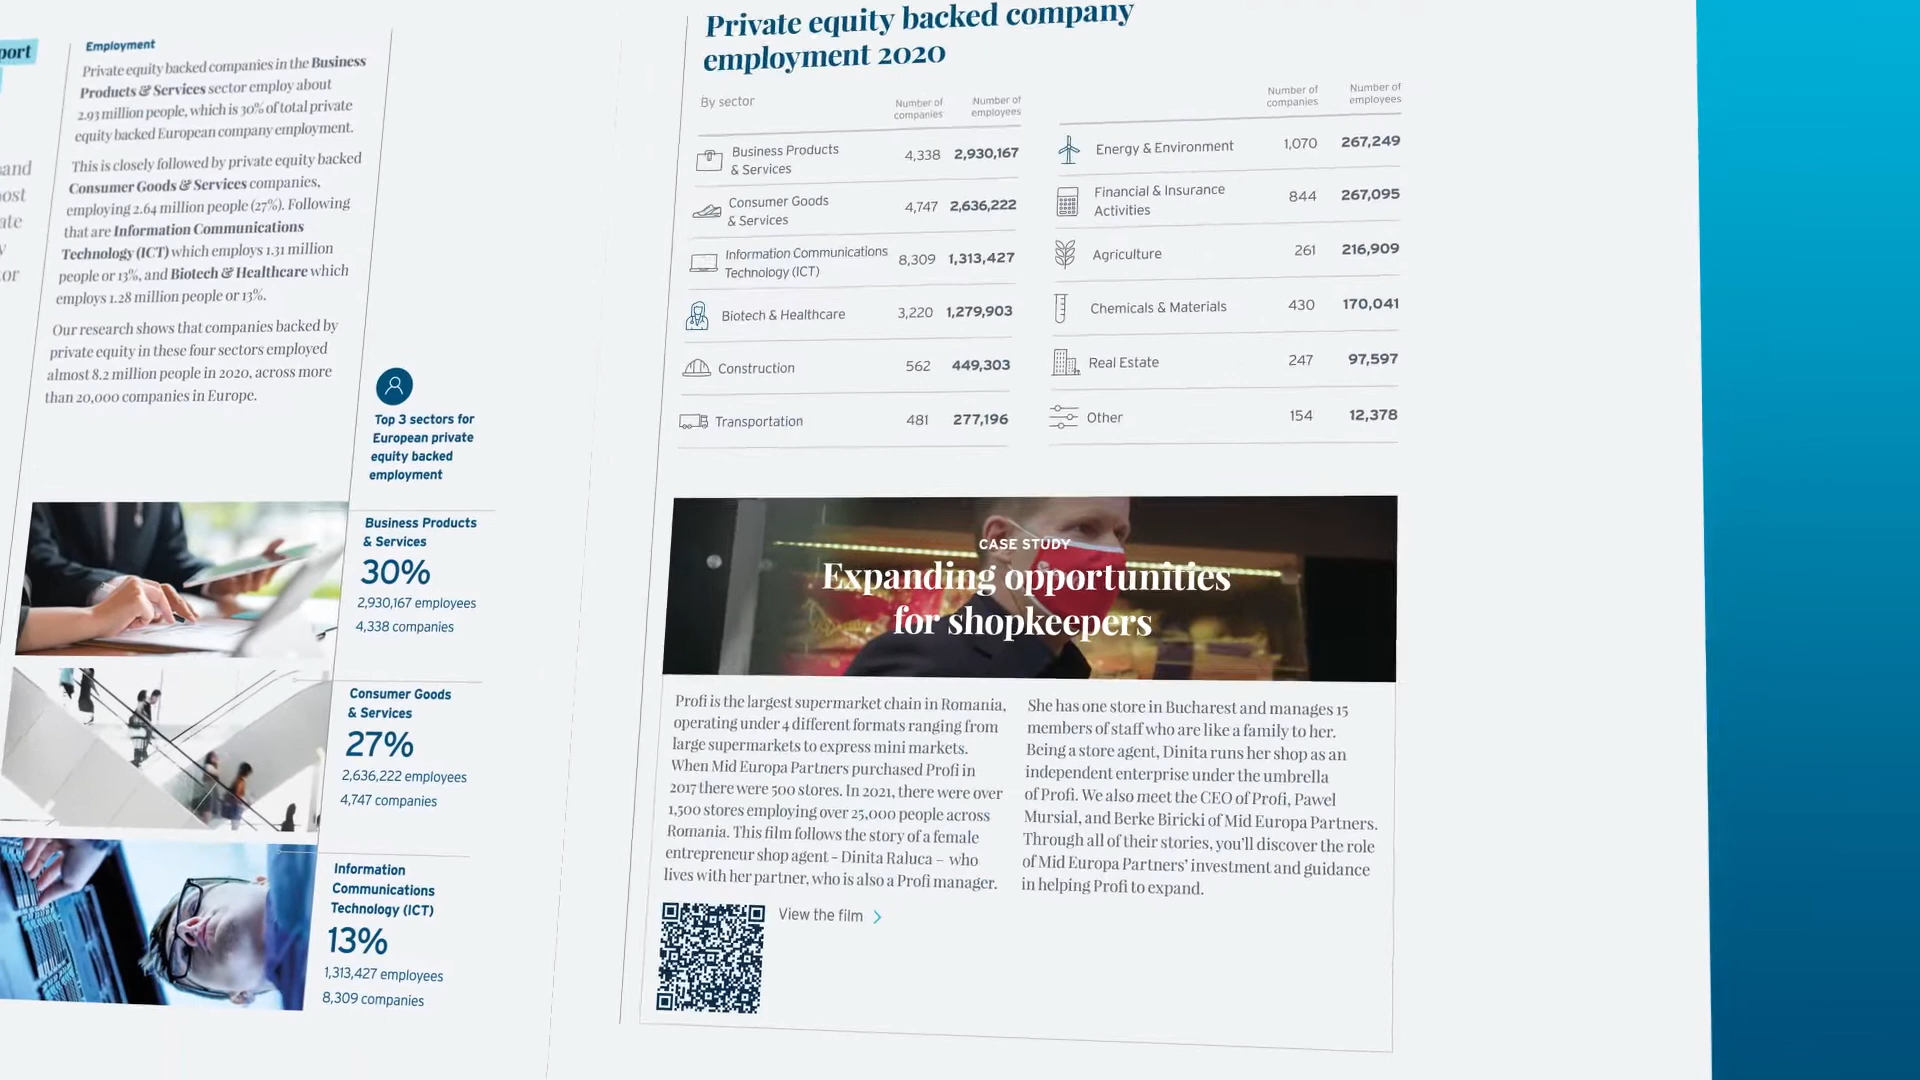 port
and
ost
ate
or
Employment
Private equity backed companies in the Business
Products & Services sector employ about
2.93 million people, which is 30% of total private
equity backed European company employment.
This is closely followed by private equity backed
Consumer Goods & Services companies,
employing 2.64 million people (27%). Following
that are Information Communications
Technology (ICT) which employs 1.31 million
people or 13%, and Biotech & Healthcare which
employs 1.28 million people or 13%.
Our research shows that companies backed by
private equity in these four sectors employed
almost 8.2 million people in 2020, across more
than 20,000 companies in Europe.
Top 3 sectors for
European private
equity backed
employment
Business Products
& Services
30%
2,930,167 employees
4,338 companies
Consumer Goods
& Services
27%
2,636,222 employees
4,747 companies
Information
Communications
Technology (ICT)
13%
1,313,427 employees
8,309 companies
Private equity backed company
employment 2020
By sector
Number of
companies
Number of
employees
Business Products
& Services
4,338 2,930,167
Consumer Goods
& Services
4,747 2,636,222
Information Communications
Technology (ICT)
8,309 1,313,427
Biotech & Healthcare 3,220 1,279,903
Construction 562 449,303
Transportation 481 277,196
Number of
companies
Number of
employees
Energy & Environment 1,070 267,249
Financial & Insurance
Activities
844 267,095
Agriculture 261 216,909
Chemicals & Materials 430 170,041
Real Estate 247 97,597
Other 154 12,378
CASE STUDY
Expanding opportunities
for shopkeepers
Profi is the largest supermarket chain in Romania,
operating under 4 different formats ranging from
large supermarkets to express mini markets.
When Mid Europa Partners purchased Profi in
2017 there were 500 stores. In 2021, there were over
1,500 stores employing over 25,000 people across
Romania. This film follows the story of a female
entrepreneur shop agent - Dinita Raluca – who
lives with her partner, who is also a Profi manager.
She has one store in Bucharest and manages 15
members of staff who are like a family to her.
Being a store agent, Dinita runs her shop as an
independent enterprise under the umbrella
of Profi. We also meet the CEO of Profi, Pawel
Mursial, and Berke Biricki of Mid Europa Partners.
Through all of their stories, you'll discover the role
of Mid Europa Partners' investment and guidance
in helping Profi to expand.
View the film